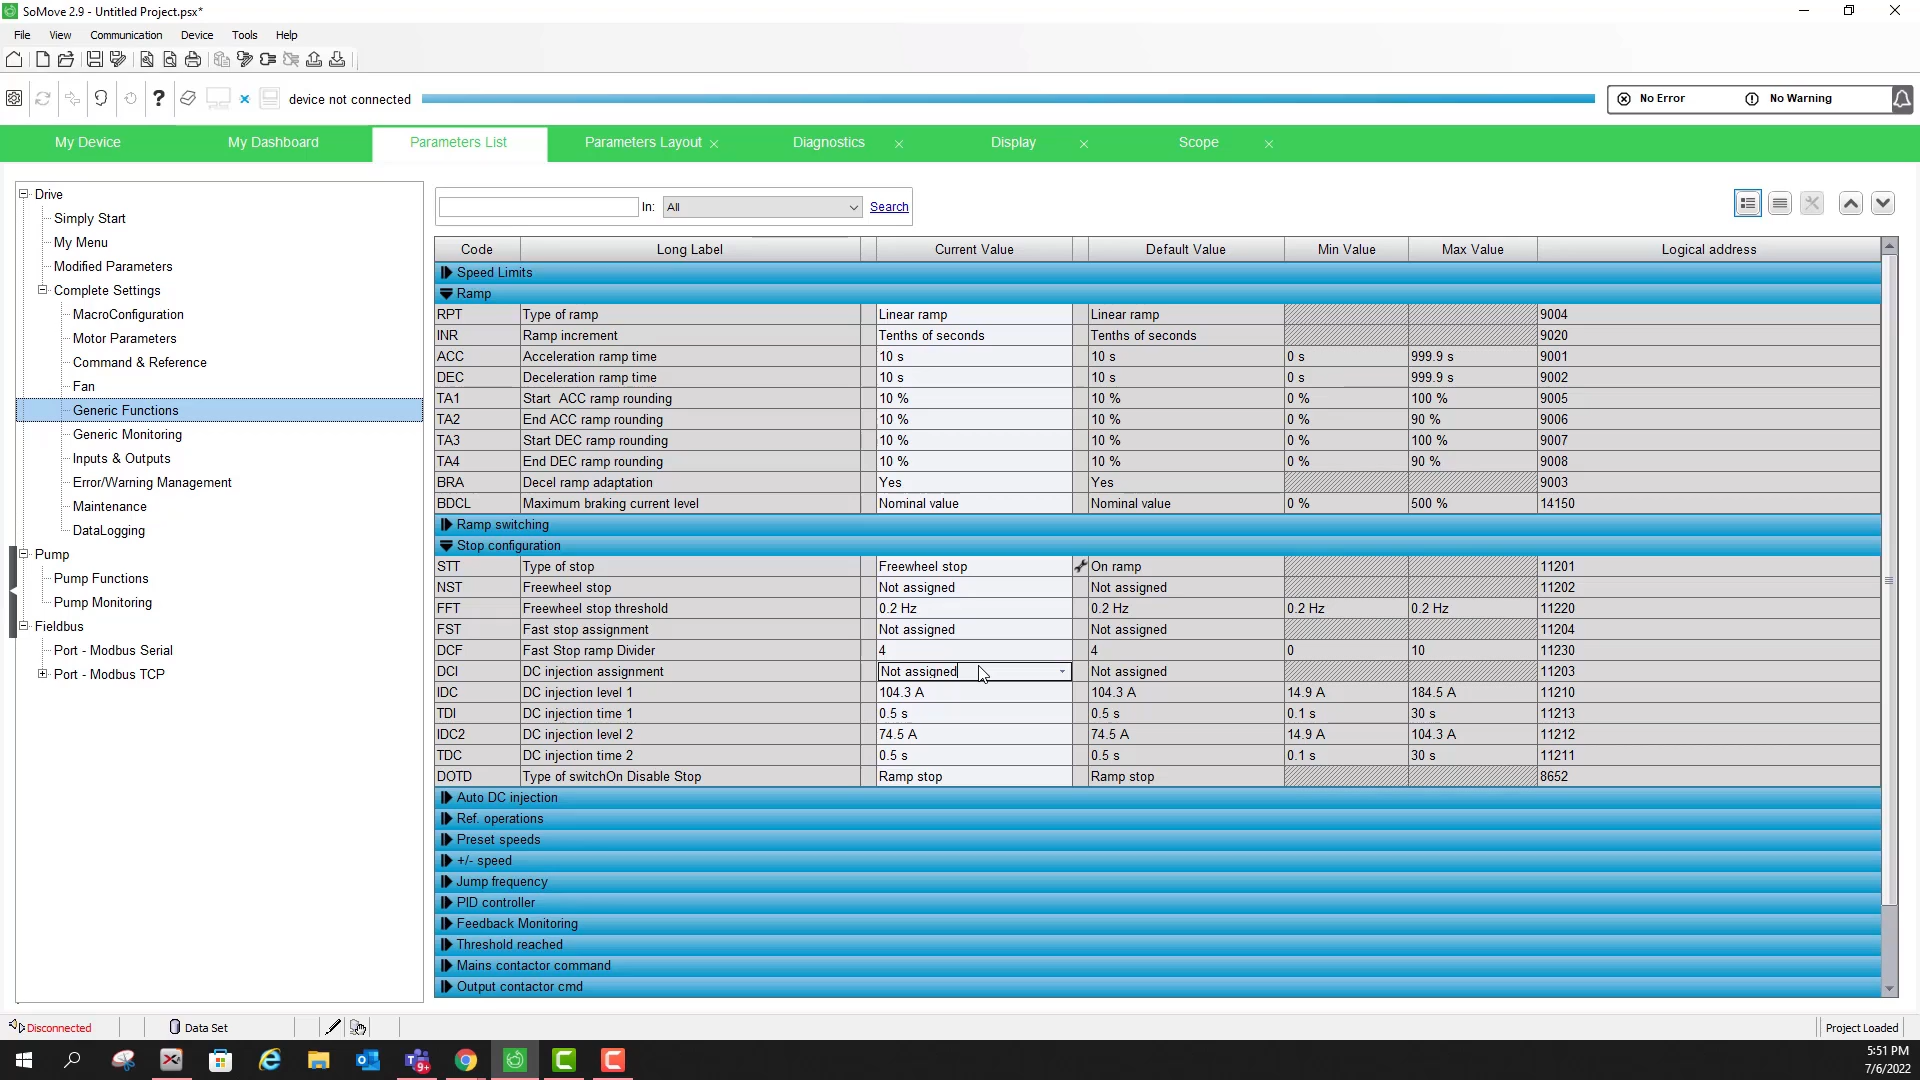 SoMove 2.9 - Untitled Project.psx*
File View Communication Device Tools Help
device not connected
No Error No Warning
My Device My Dashboard Parameters List Parameters Layout Diagnostics Display Scope
Drive
Simply Start
My Menu
Modified Parameters
Complete Settings
MacroConfiguration
Motor Parameters
Command & Reference
Fan
Generic Functions
Generic Monitoring
Inputs & Outputs
Error/Warning Management
Maintenance
DataLogging
Pump
Pump Functions
Pump Monitoring
Fieldbus
Port - Modbus Serial
Port - Modbus TCP
In: All Search
Code Long Label Current Value Default Value Min Value Max Value Logical address
Speed Limits
Ramp
RPT Type of ramp Linear ramp Linear ramp 9004
INR Ramp increment Tenths of seconds Tenths of seconds 9020
ACC Acceleration ramp time 10 s 10 s 0 s 999.9 s 9001
DEC Deceleration ramp time 10 s 10 s 0 s 999.9 s 9002
TA1 Start ACC ramp rounding 10 % 10 % 0 % 100 % 9005
TA2 End ACC ramp rounding 10 % 10 % 0 % 90 % 9006
TA3 Start DEC ramp rounding 10 % 10 % 0 % 100 % 9007
TA4 End DEC ramp rounding 10 % 10 % 0 % 90 % 9008
BRA Decel ramp adaptation Yes Yes 9003
BDCL Maximum braking current level Nominal value Nominal value 0 % 500 % 14150
Ramp switching
Stop configuration
STT Type of stop Freewheel stop On ramp 11201
NST Freewheel stop Not assigned Not assigned 11202
FFT Freewheel stop threshold 0.2 Hz 0.2 Hz 0.2 Hz 0.2 Hz 11220
FST Fast stop assignment Not assigned Not assigned 11204
DCF Fast Stop ramp Divider 4 4 0 10 11230
DCI DC injection assignment Not assigned Not assigned 11203
IDC DC injection level 1 104.3 A 104.3 A 14.9 A 184.5 A 11210
TDI DC injection time 1 0.5 s 0.5 s 0.1 s 30 s 11213
IDC2 DC injection level 2 74.5 A 74.5 A 14.9 A 104.3 A 11212
TDC DC injection time 2 0.5 s 0.5 s 0.1 s 30 s 11211
DOTD Type of switchOn Disable Stop Ramp stop Ramp stop 8652
Auto DC injection
Ref. operations
Preset speeds
+/- speed
Jump frequency
PID controller
Feedback Monitoring
Threshold reached
Mains contactor command
Output contactor cmd
Disconnected Data Set Project Loaded
9+
5:51 PM
7/6/2022